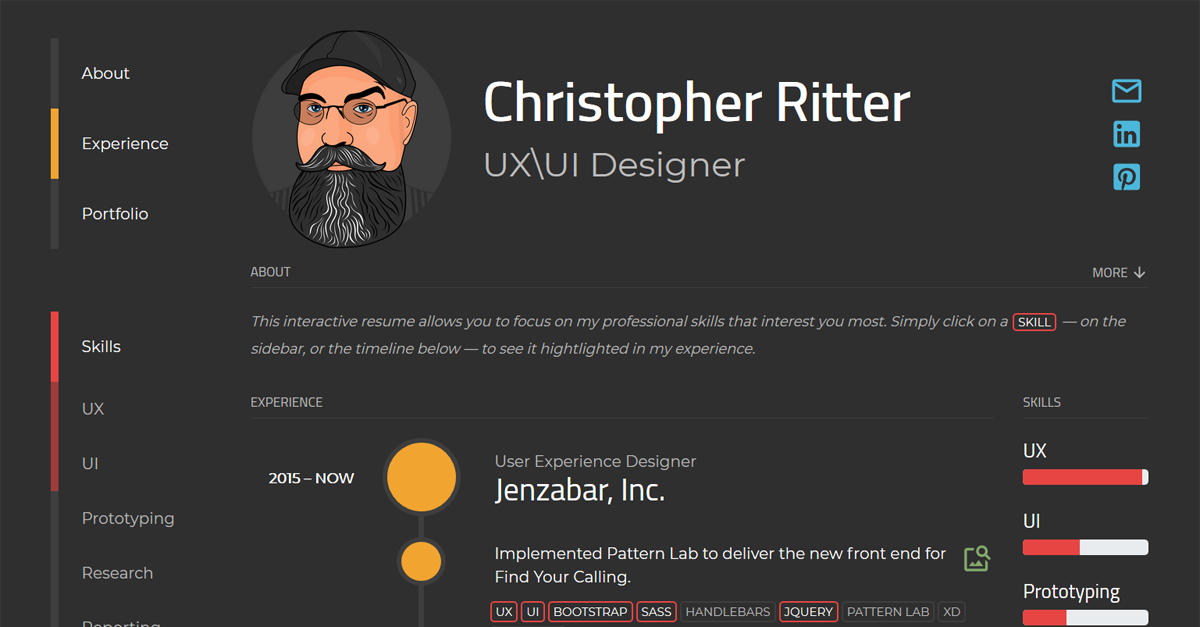 About
Experience
Portfolio
Skills
UX
UI
Prototyping
Research
Reporting
Christopher Ritter
UX\UI Designer
in
ABOUT
MORE ↓
This interactive resume allows you to focus on my professional skills that interest you most. Simply click on a SKILL — on the
sidebar, or the timeline below — to see it hightlighted in my experience.
EXPERIENCE
2015 – NOW
User Experience Designer
Jenzabar, Inc.
Implemented Pattern Lab to deliver the new front end for
Find Your Calling.
UX UI BOOTSTRAP SASS HANDLEBARS JQUERY PATTERN LAB XD
SKILLS
UX
UI
Prototyping